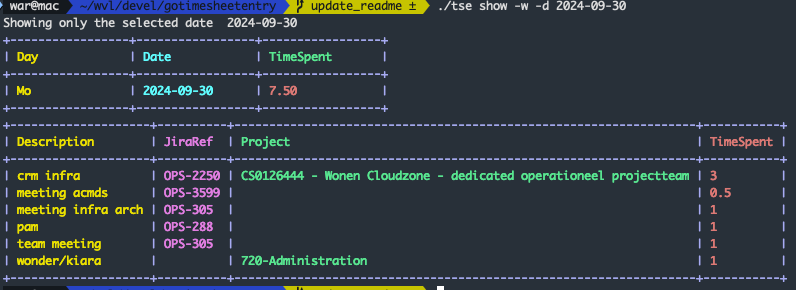 war@mac ~/wvl/devel/gotimesheetentry update_readme ± ./tse show -w -d 2024-09-30
Showing only the selected date 2024-09-30
+--------------+-------------+-------------+
| Day | Date | TimeSpent |
+--------------+-------------+-------------+
| Mo | 2024-09-30 | 7.50 |
+--------------+-------------+-------------+
| Description | JiraRef | Project | TimeSpent |
| crm infra | OPS-2250 | CS0126444 - Wonen Cloudzone - dedicated operationeel projectteam | 3 |
| meeting acmds | OPS-3599 | | 0.5 |
| meeting infra arch | OPS-305 | | 1 |
| pam | OPS-288 | | 1 |
| team meeting | OPS-305 | | 1 |
| wonder/kiara | | 720-Administration | 1 |